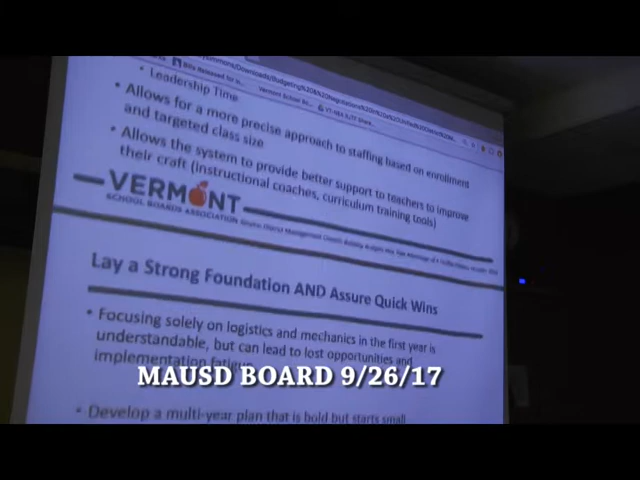 • Leadership Time
• Allows for a more precise approach to staffing based on enrollment
and targeted class size
• Allows the system to provide better support to teachers to improve
their craft (instructional coaches, curriculum training tools)
VERMONT
SCHOOL BOARDS ASSOCIATION
Lay a Strong Foundation AND Assure Quick Wins
• Focusing solely on logistics and mechanics in the first year is
understandable, but can lead to lost opportunities and
implementation fatigue
MAUSD BOARD 9/26/17
• Develop a multi-year plan that is bold but starts small